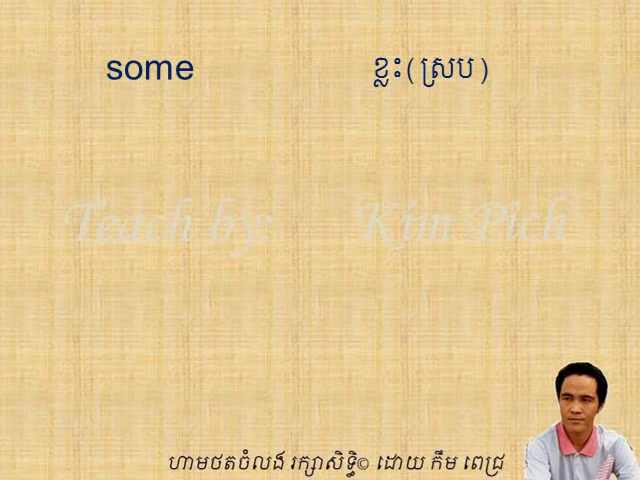 some ខ្លះ(ស្រប)
Teach by: Kim Pich
ហាមថតចំលង រក្សាសិទ្ធិ© ដោយ កឹម ពេជ្រ